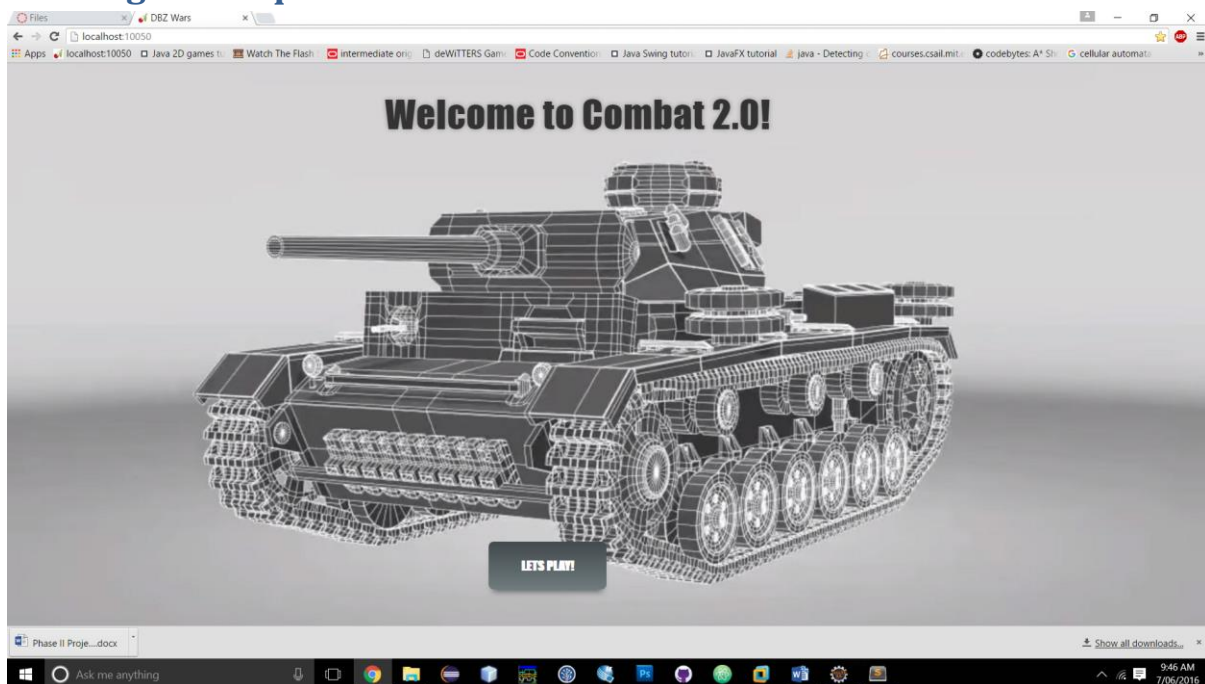 Files
DBZ Wars
localhost:10050
Apps
localhost:10050
Java 2D games tu
Watch The Flash
intermediate orig
deWiTTERS Game
Code Convention
Java Swing tutori
JavaFX tutorial
java - Detecting
courses.csail.mit.e
codebytes: A* Sh
cellular automata
Welcome to Combat 2.0!
LETS PLAY!
Phase II Proje....docx
Show all downloads...
Ask me anything
9:46 AM
7/06/2016